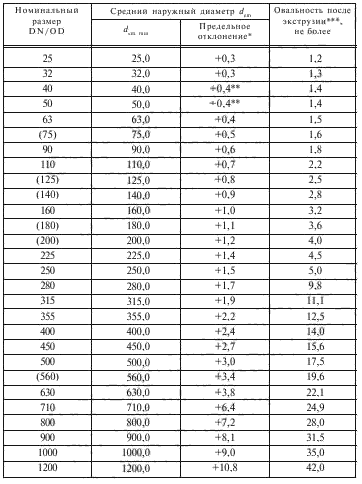 Номинальный размер DN/OD
Средний наружный диаметр d em
Овальность после экструзии***, не более
d em, min
Предельное отклонение*
25 25,0 +0,3 1,2
32 32,0 +0,3 1,3
40 40,0 +0,4** 1,4
50 50,0 +0,4** 1,4
63 63,0 +0,4 1,5
(75) 75,0 +0,5 1,6
90 90,0 +0,6 1,8
110 110,0 +0,7 2,2
(125) 125,0 +0,8 2,5
(140) 140,0 +0,9 2,8
160 160,0 +1,0 3,2
(180) 180,0 +1,1 3,6
(200) 200,0 +1,2 4,0
225 225,0 +1,4 4,5
250 250,0 +1,5 5,0
280 280,0 +1,7 9,8
315 315,0 +1,9 11,1
355 355,0 +2,2 12,5
400 400,0 +2,4 14,0
450 450,0 +2,7 15,6
500 500,0 +3,0 17,5
(560) 560,0 +3,4 19,6
630 630,0 +3,8 22,1
710 710,0 +6,4 24,9
800 800,0 +7,2 28,0
900 900,0 +8,1 31,5
1000 1000,0 +9,0 35,0
1200 1200,0 +10,8 42,0